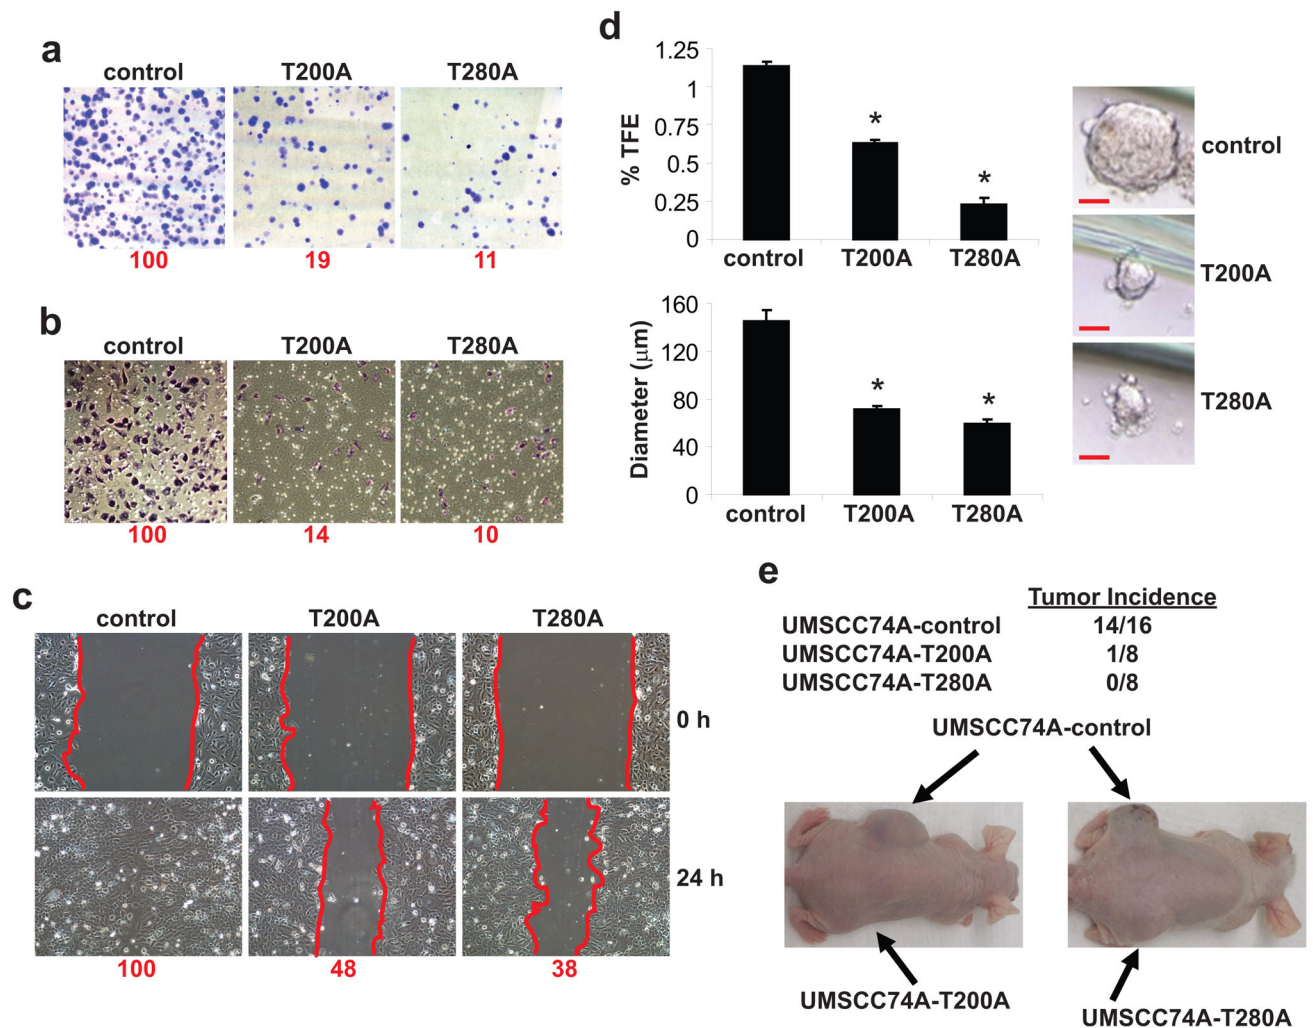 a
control T200A T280A
100 19 11
b
control T200A T280A
100 14 10
c
control T200A T280A
0 h
24 h
100 48 38
d
% TFE
1.25
1
0.75
0.5
0.25
0
* *
control T200A T280A
Diameter (μm)
160
120
80
40
0
* *
control T200A T280A
control
T200A
T280A
e
Tumor Incidence
UMSCC74A-control 14/16
UMSCC74A-T200A 1/8
UMSCC74A-T280A 0/8
UMSCC74A-control
UMSCC74A-T200A
UMSCC74A-T280A